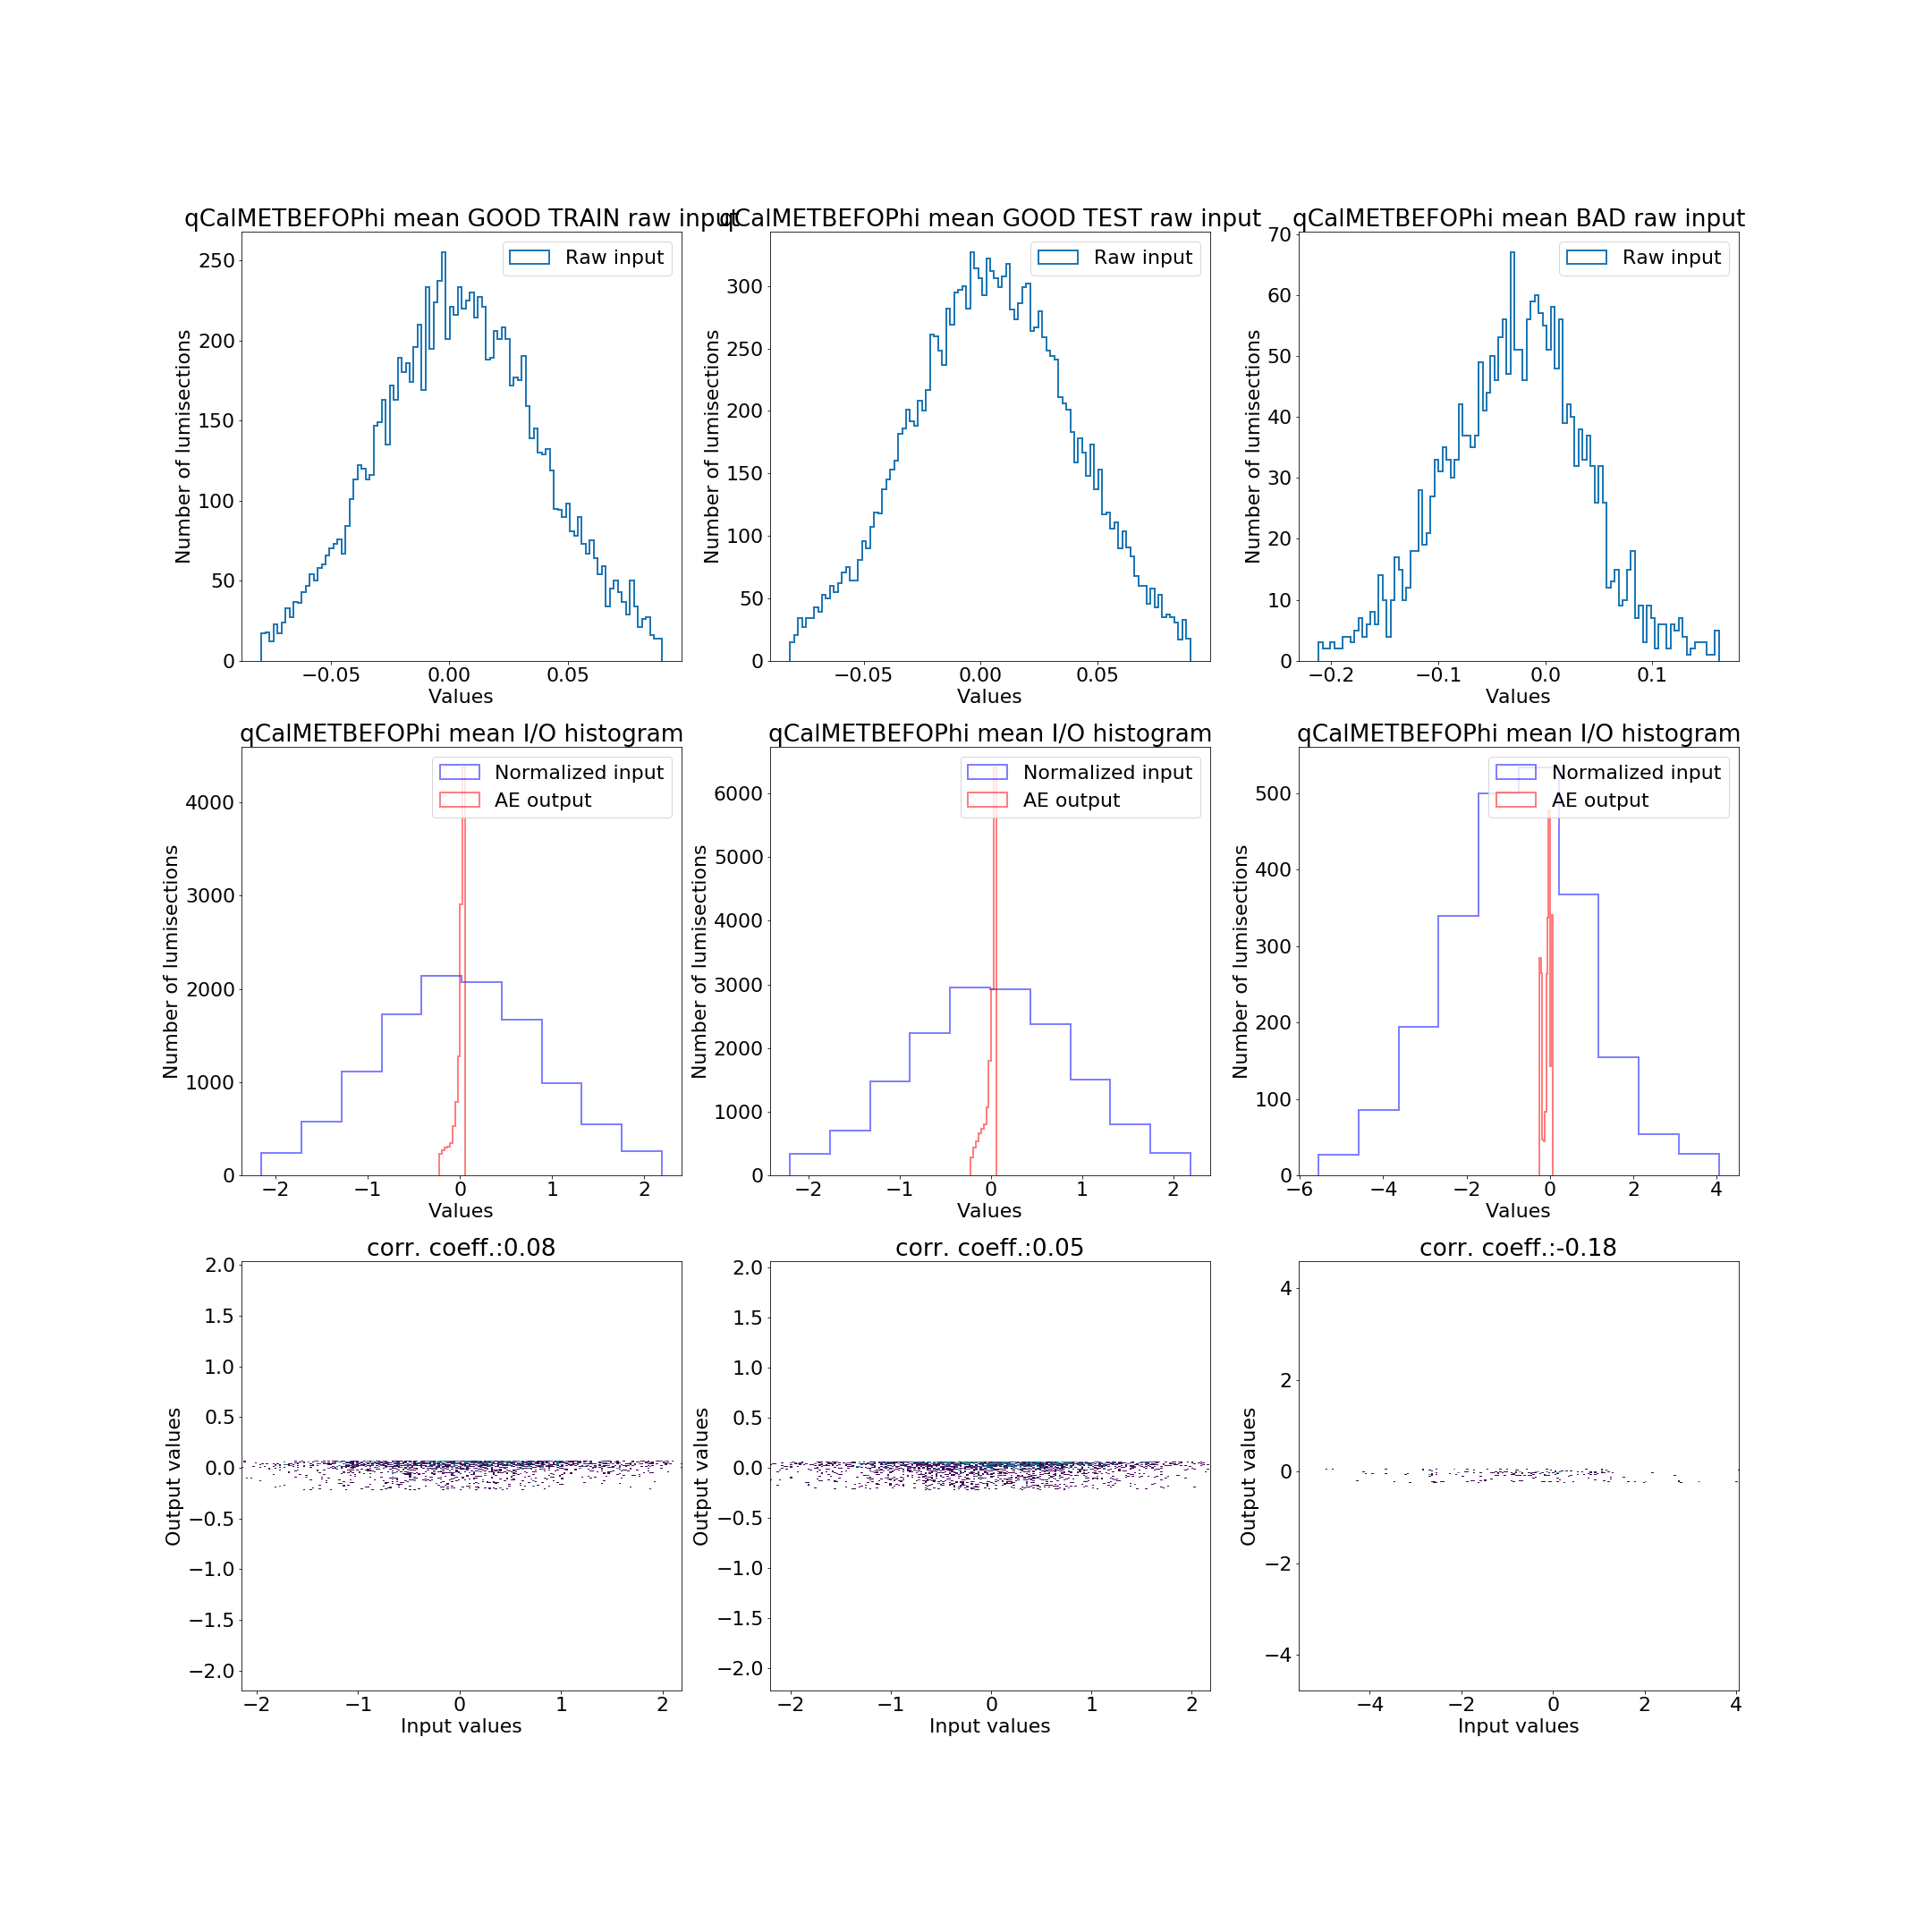 qCalMETBEFOPhi mean GOOD TRAIN raw input
qCalMETBEFOPhi mean GOOD TEST raw input
qCalMETBEFOPhi mean BAD raw input
Raw input
Raw input
Raw input
Number of lumisections
250
200
150
100
50
0
−0.05
0.00
0.05
Values
Number of lumisections
300
250
200
150
100
50
0
−0.05
0.00
0.05
Values
Number of lumisections
70
60
50
40
30
20
10
0
−0.2
−0.1
0.0
0.1
Values
qCalMETBEFOPhi mean I/O histogram
Normalized input
AE output
Number of lumisections
4000
3000
2000
1000
0
−2
−1
0
1
2
Values
qCalMETBEFOPhi mean I/O histogram
Normalized input
AE output
Number of lumisections
6000
5000
4000
3000
2000
1000
0
−2
−1
0
1
2
Values
qCalMETBEFOPhi mean I/O histogram
Normalized input
AE output
Number of lumisections
500
400
300
200
100
0
−6
−4
−2
0
2
4
Values
corr. coeff.:0.08
Output values
2.0
1.5
1.0
0.5
0.0
−0.5
−1.0
−1.5
−2.0
−2
−1
0
1
2
Input values
corr. coeff.:0.05
Output values
2.0
1.5
1.0
0.5
0.0
−0.5
−1.0
−1.5
−2.0
−2
−1
0
1
2
Input values
corr. coeff.:-0.18
Output values
4
2
0
−2
−4
−4
−2
0
2
4
Input values